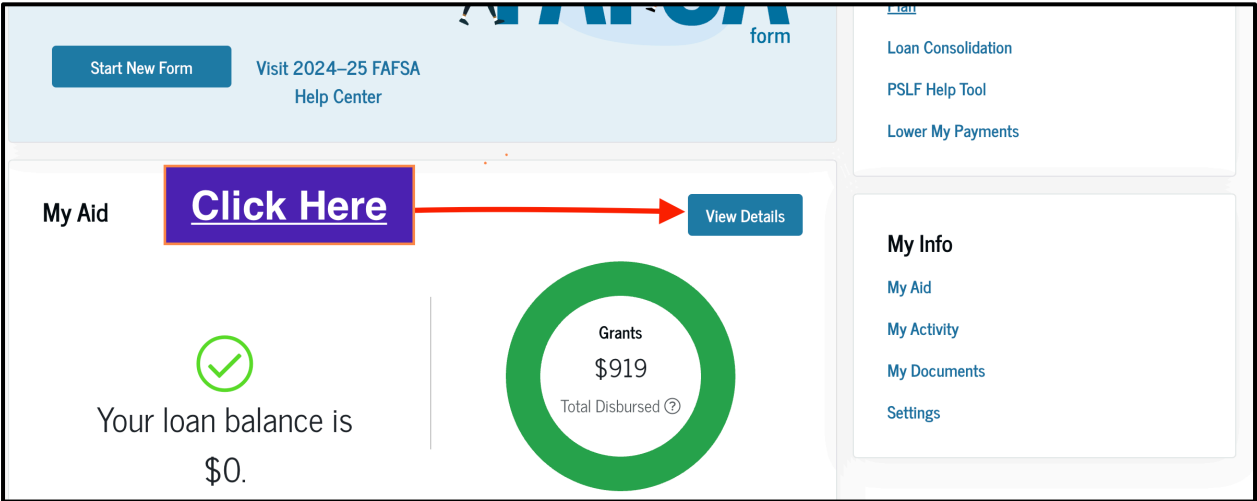 FAFSA
form
Start New Form
Visit 2024–25 FAFSA
Help Center
My Aid
Click Here
View Details
Your loan balance is
$0.
Grants
$919
Total Disbursed ?
Plan
Loan Consolidation
PSLF Help Tool
Lower My Payments
My Info
My Aid
My Activity
My Documents
Settings